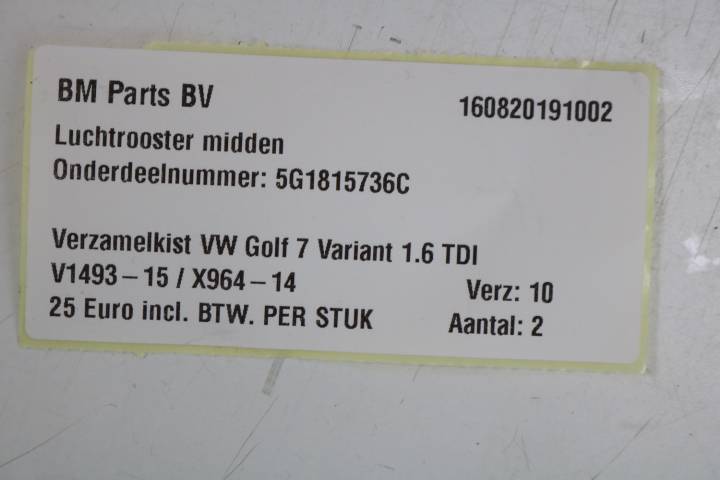 BM Parts BV 160820191002
Luchtrooster midden
Onderdeelnummer: 5G1815736C
Verzamelkist VW Golf 7 Variant 1.6 TDI
V1493-15 / X964-14 Verz: 10
25 Euro incl. BTW. PER STUK Aantal: 2